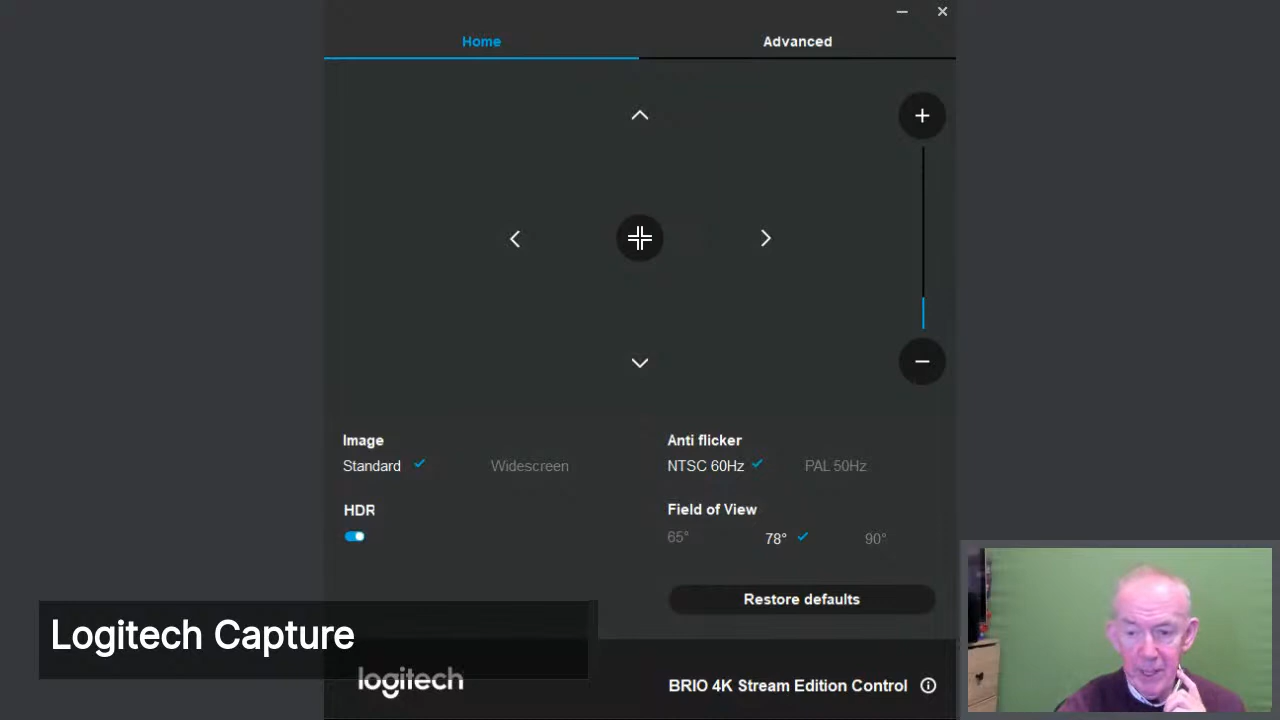 Home
Advanced
Image
Standard
Widescreen
Anti flicker
NTSC 60Hz
PAL 50Hz
HDR
Field of View
65°
78°
90°
Restore defaults
Logitech Capture
logitech
BRIO 4K Stream Edition Control